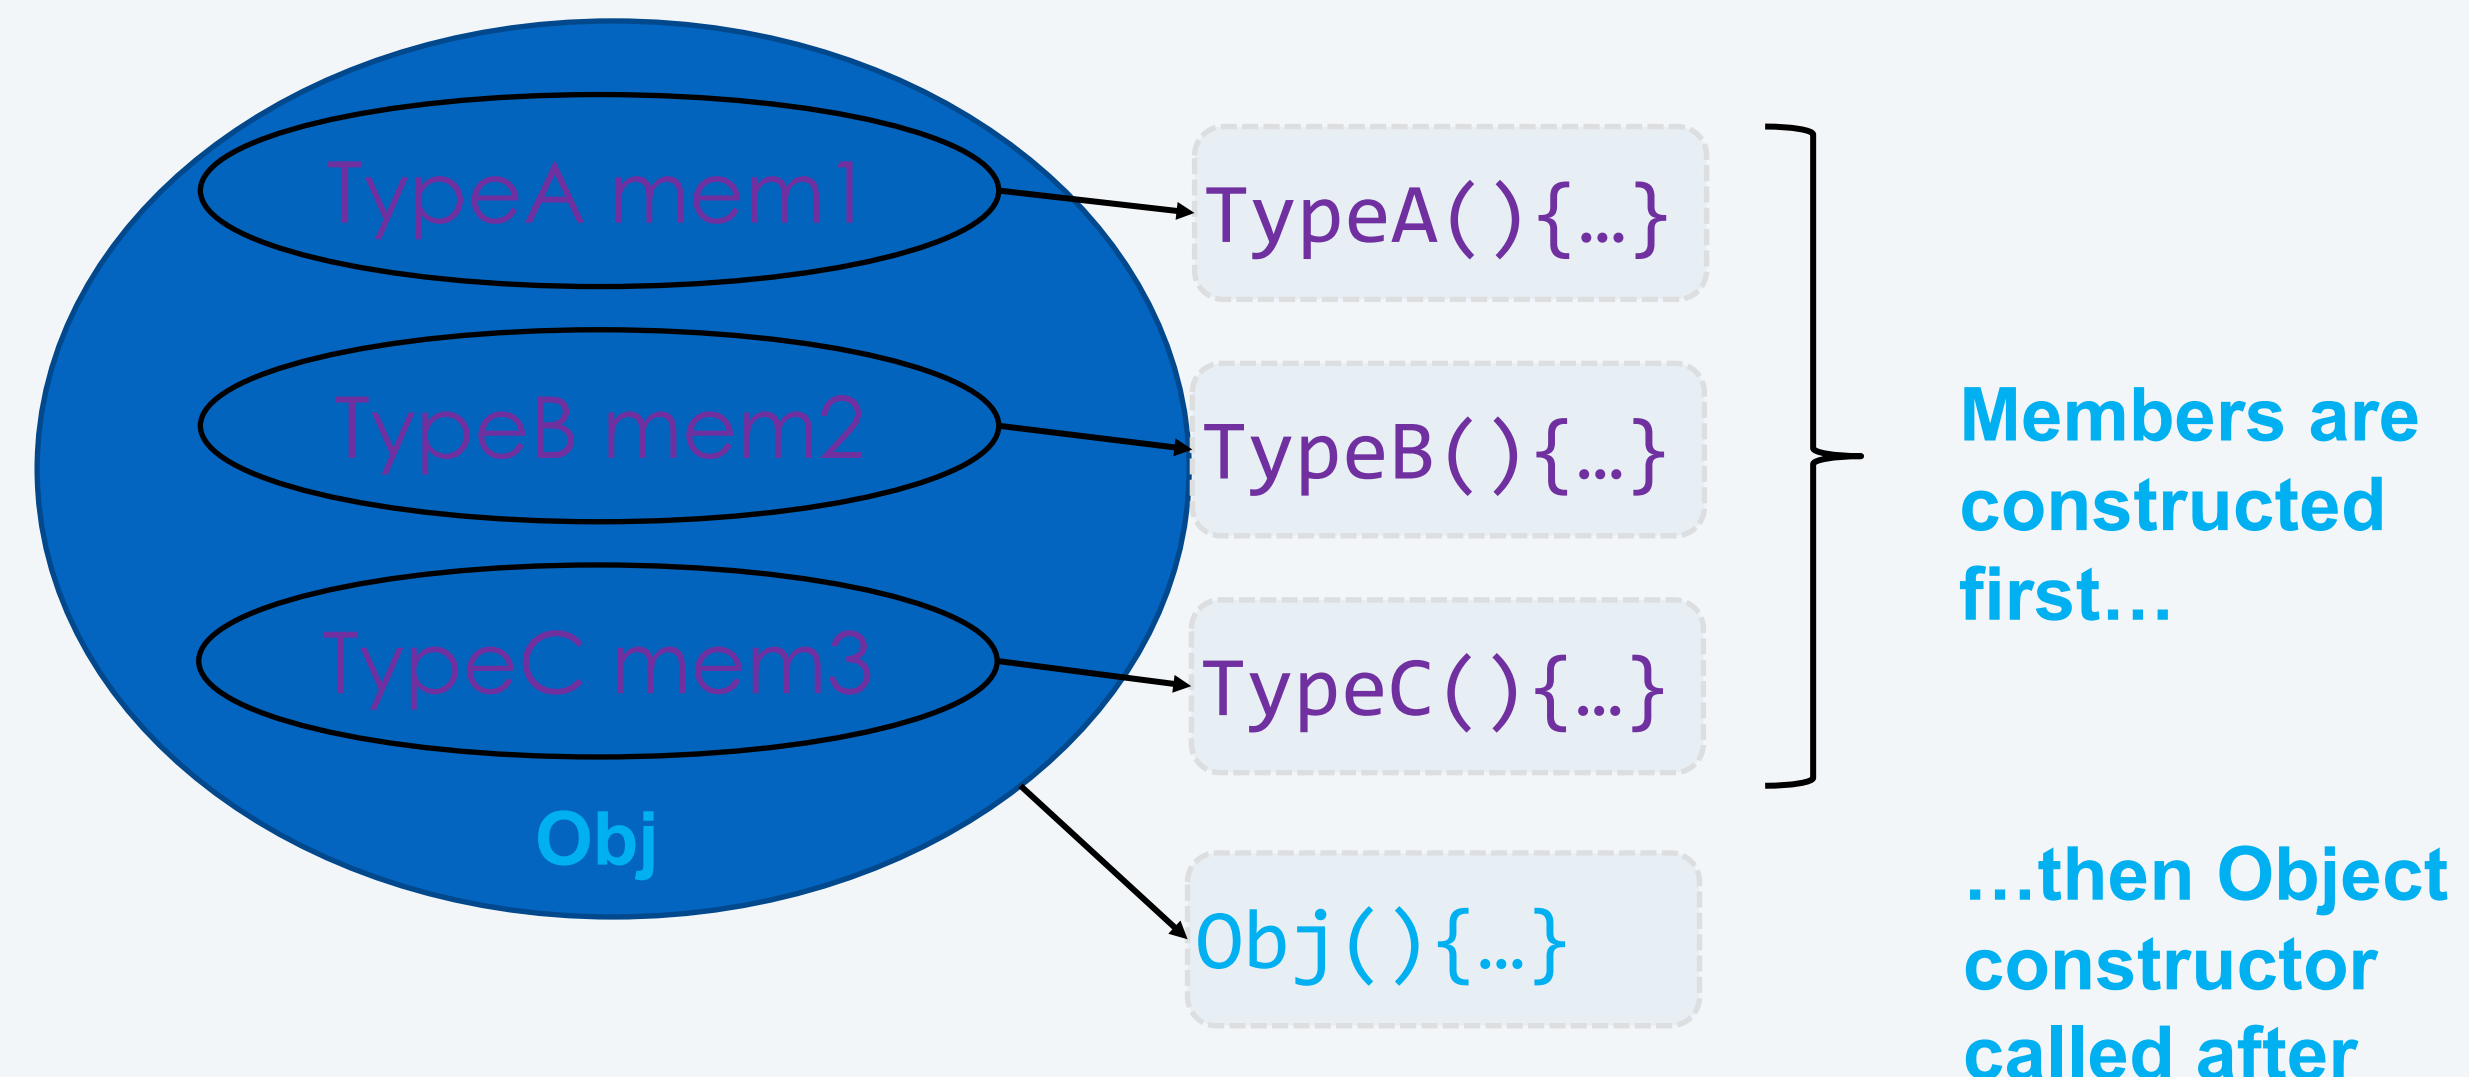 TypeA mem1
TypeA(){…}
TypeB mem2
TypeB(){…}
TypeC mem3
TypeC(){…}
Members are
constructed
first…
Obj
Obj(){…}
…then Object
constructor
called after